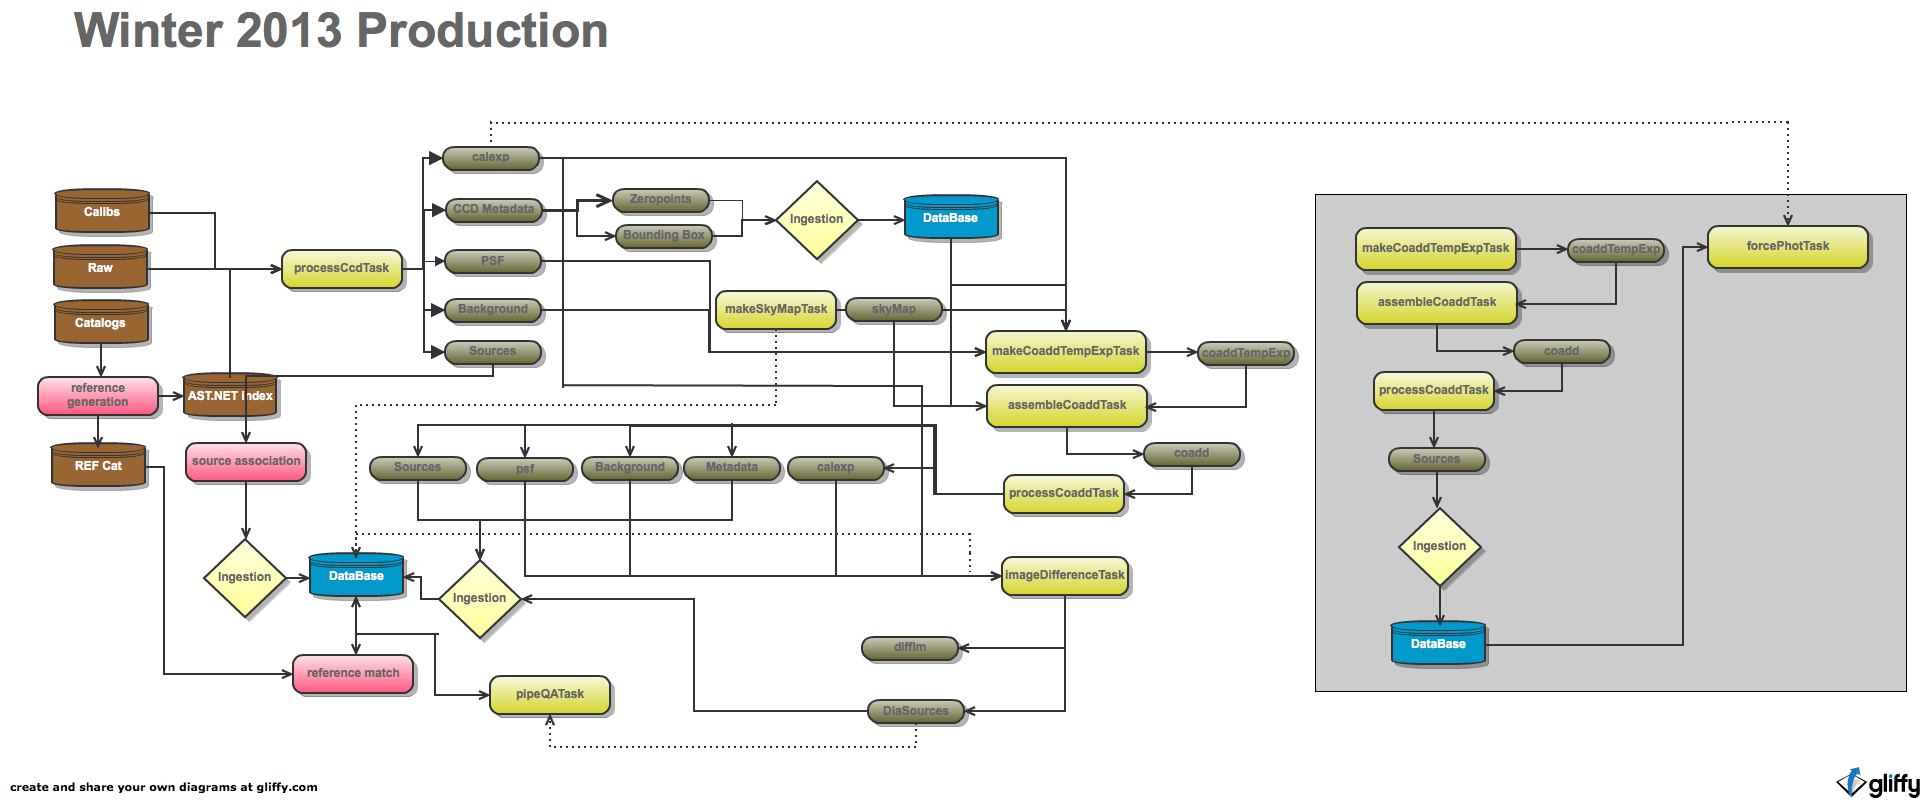 Winter 2013 Production
calexp
Calibs
CCD Metadata
Zeropoints
Bounding Box
Ingestion
DataBase
Raw
processCcdTask
PSF
Catalogs
Background
makeSkyMapTask
skyMap
Sources
makeCoaddTempExpTask
coaddTempExp
reference
generation
AST.NET Index
assembleCoaddTask
REF Cat
source association
Sources
psf
Background
Metadata
calexp
coadd
processCoaddTask
Ingestion
DataBase
Ingestion
imageDifferenceTask
diffIm
reference match
pipeQATask
DiaSources
makeCoaddTempExpTask
coaddTempExp
forcePhotTask
assembleCoaddTask
coadd
processCoaddTask
Sources
Ingestion
DataBase
create and share your own diagrams at gliffy.com
gliffy